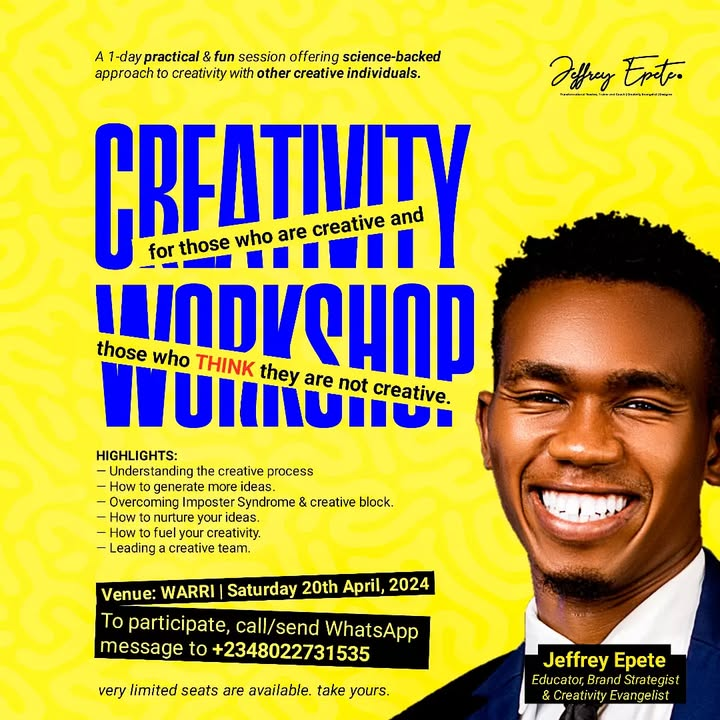 A 1-day practical & fun session offering science-backed
approach to creativity with other creative individuals.
Jeffrey Epete.
CREATIVITY
for those who are creative and
WORKSHOP
those who THINK they are not creative.
HIGHLIGHTS:
— Understanding the creative process
— How to generate more ideas.
— Overcoming Imposter Syndrome & creative block.
— How to nurture your ideas.
— How to fuel your creativity.
— Leading a creative team.
Venue: WARRI | Saturday 20th April, 2024
To participate, call/send WhatsApp
message to +2348022731535
very limited seats are available. take yours.
Jeffrey Epete
Educator, Brand Strategist
& Creativity Evangelist